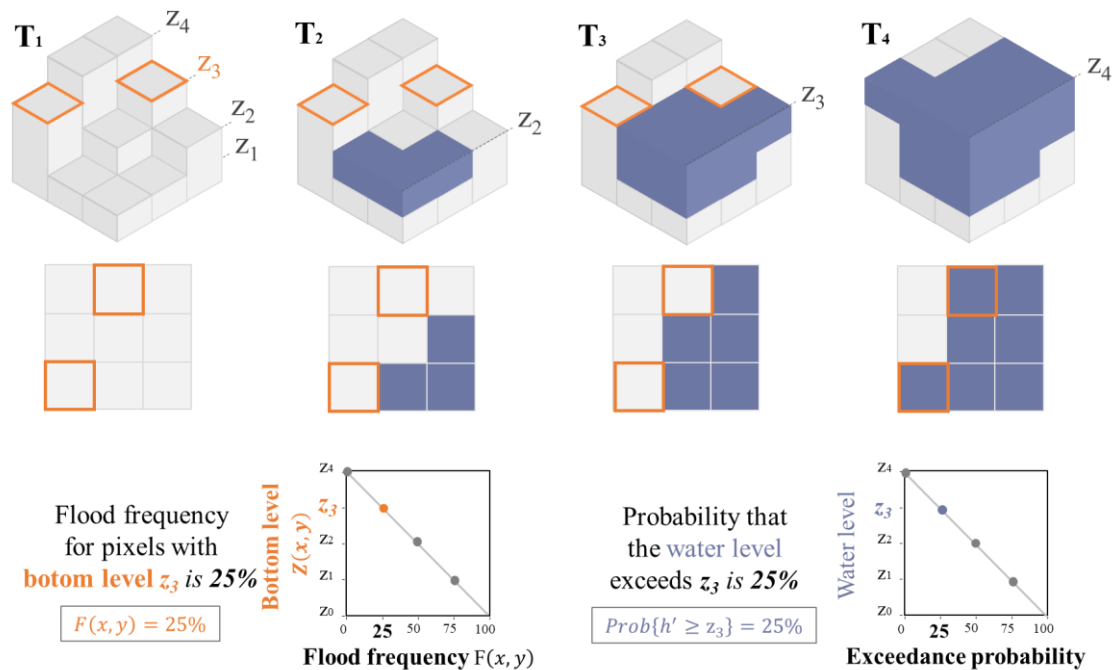 T1
Z4
Z3
Z2
Z1
T2
Z2
T3
Z3
T4
Z4
Flood frequency
for pixels with
botom level z3 is 25%
F(x, y) = 25%
Bottom level
Z(x, y)
Z4
z3
Z2
Z1
Z0
25 50 75 100
Flood frequency F(x, y)
Probability that
the water level
exceeds z3 is 25%
Prob{h′ ≥ z3} = 25%
Water level
Z4
z3
Z2
Z1
Z0
0 25 50 75 100
Exceedance probability